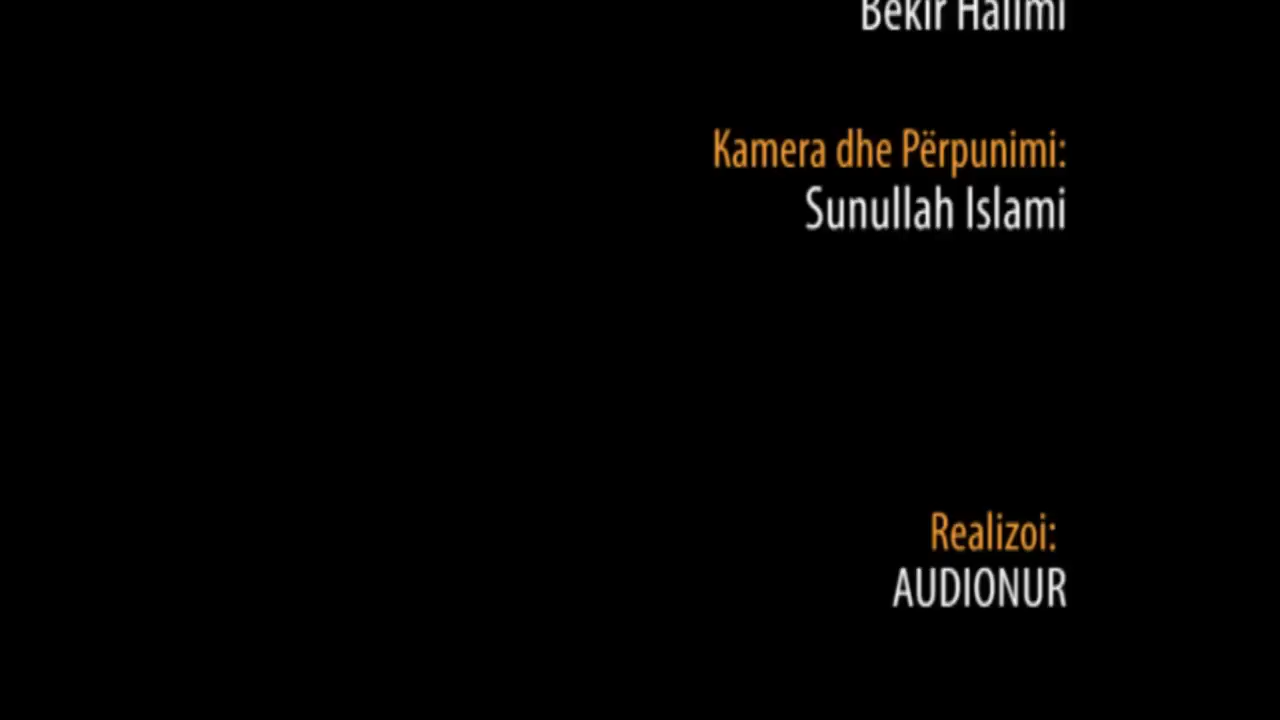 Bekir Halimi
Kamera dhe Përpunimi:
Sunullah Islami
Realizoi:
AUDIONUR